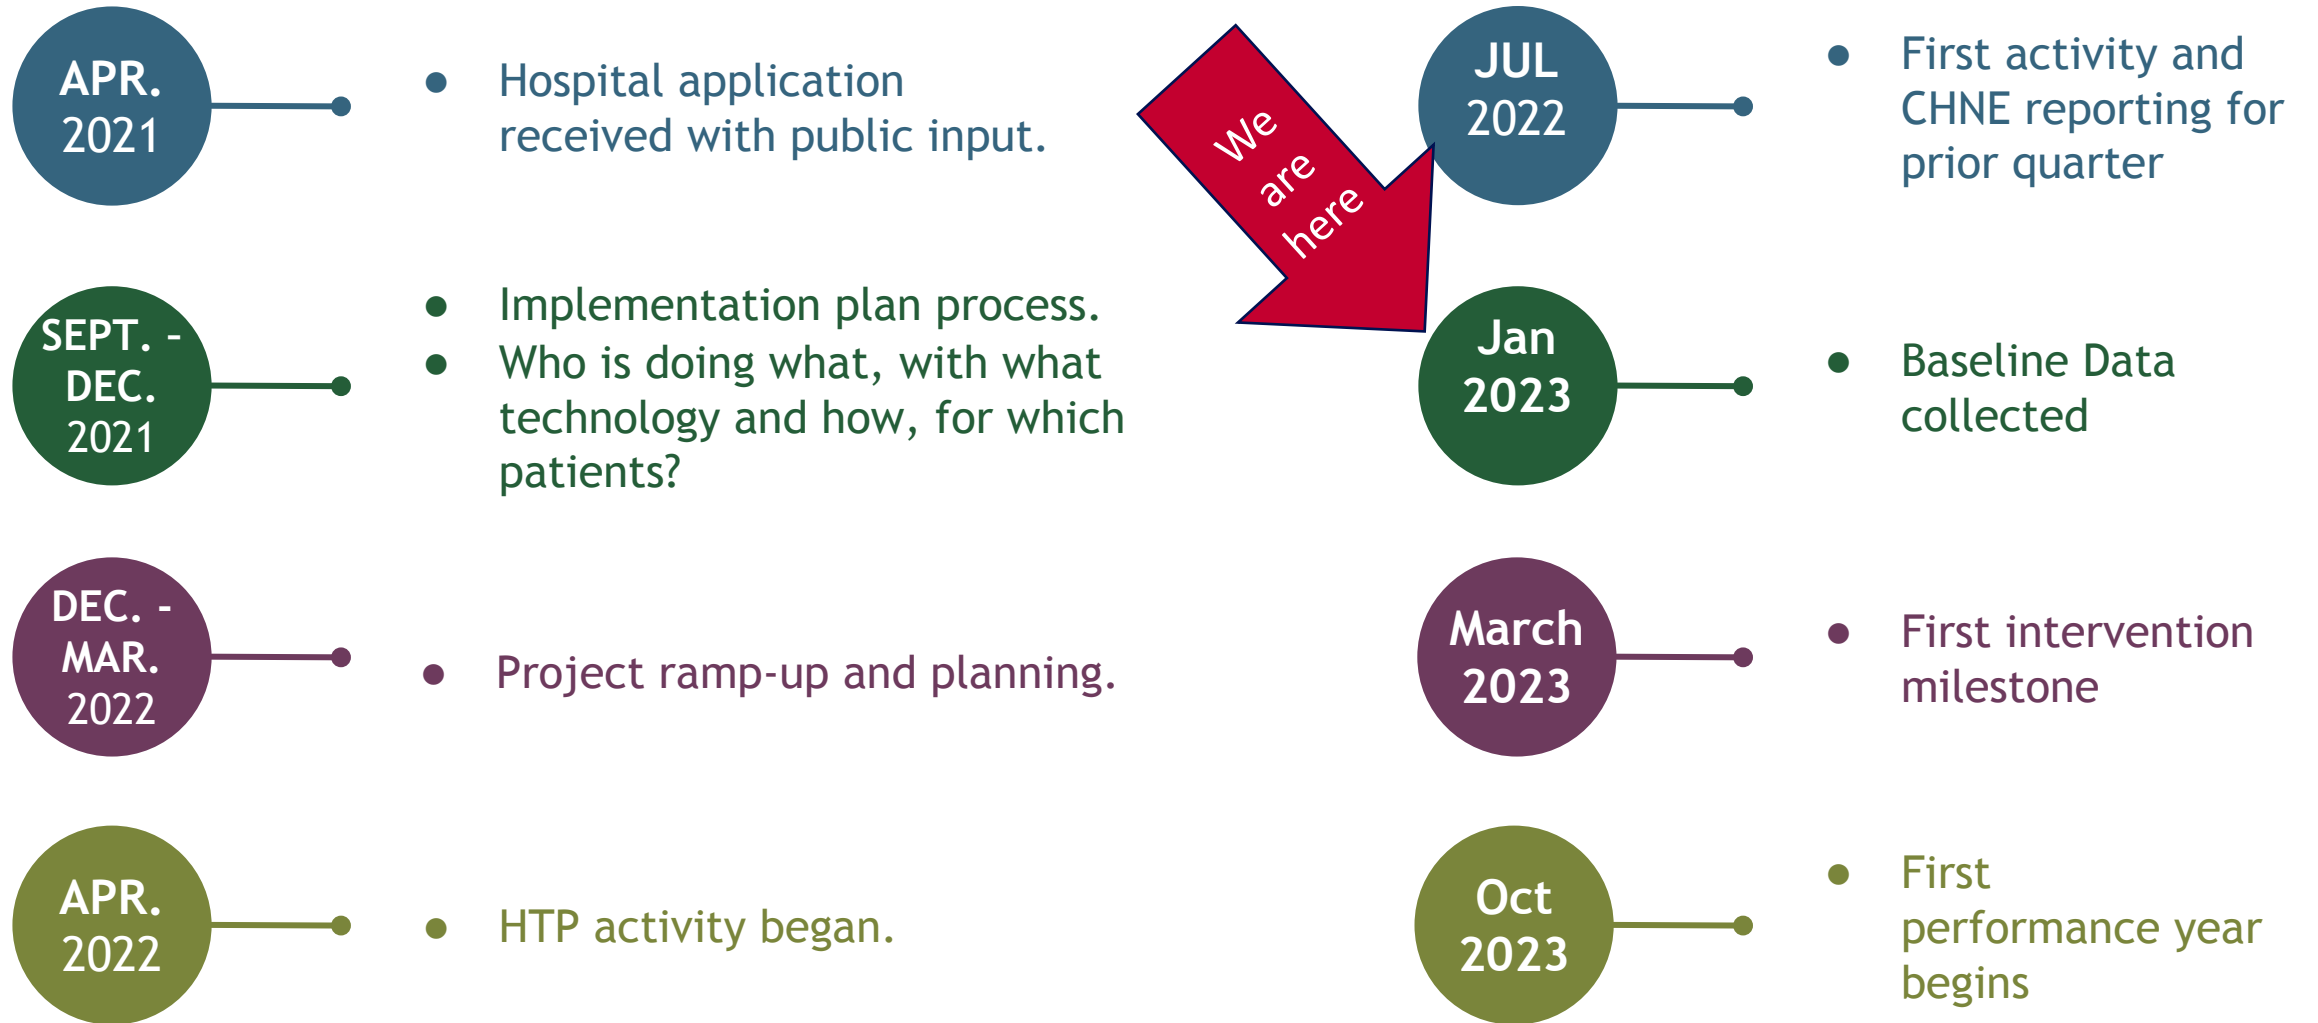 APR.
2021
● Hospital application
received with public input.
SEPT. –
DEC.
2021
● Implementation plan process.
● Who is doing what, with what
technology and how, for which
patients?
DEC. -
MAR.
2022
● Project ramp-up and planning.
APR.
2022
● HTP activity began.
We
are
here
JUL
2022
● First activity and
CHNE reporting for
prior quarter
Jan
2023
● Baseline Data
collected
March
2023
● First intervention
milestone
Oct
2023
● First
performance year
begins